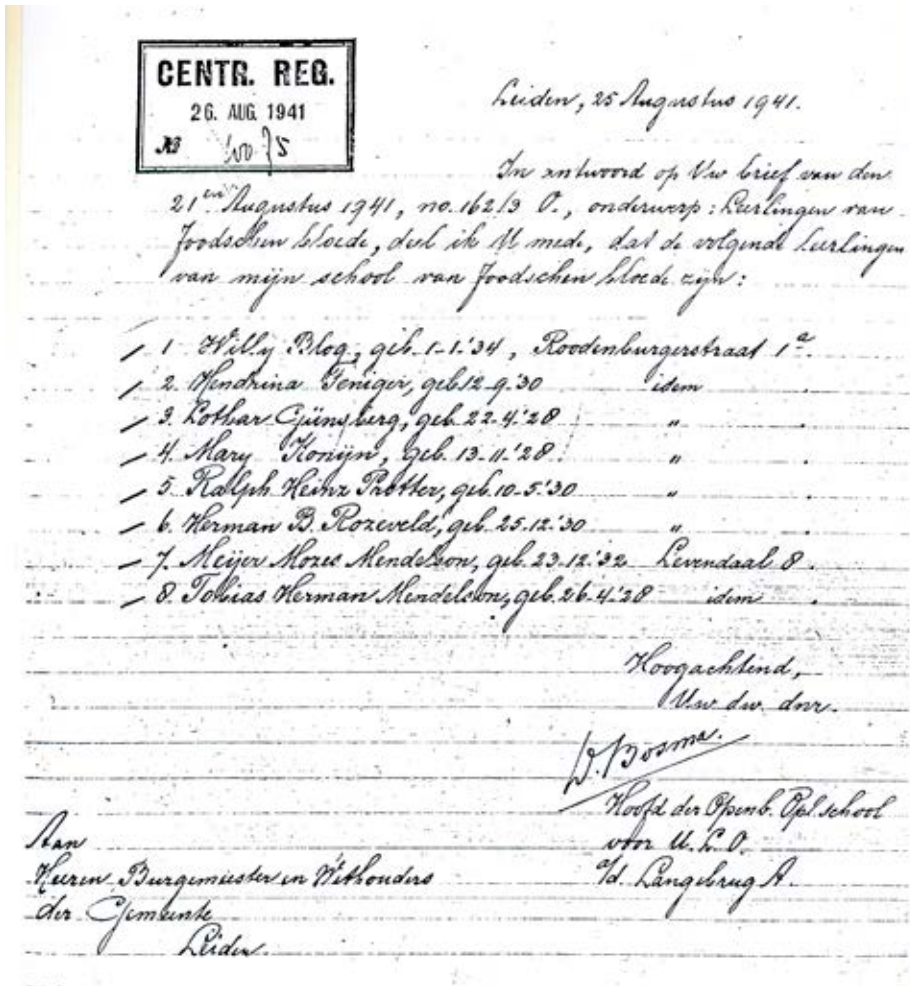 CENTR. REG.
26. AUG. 1941
No
Leiden, 25 Augustus 1941.
In antwoord op Uw brief van den
21en Augustus 1941, no. 162/3 O., onderwerp: Leerlingen van
Joodschen bloede, deel ik U mede, dat de volgende leerlingen
van mijn school van Joodschen bloede zijn:
1 Willy Blog, geb. 1-1-'34, Roodenburgerstraat 1a.
2. Hendrina geb. 12-9-'30 idem .
3. Lothar Günsberg, geb. 22-4-'28 " .
4. Mary Konijn, geb. 13-11-'28 " .
5. Ralph Heinz Protter, geb. 10-5-'30 " .
6. Herman B. Rozeveld, geb. 25-12-'30 " .
7. Meijer Mozes Mendelson, geb. 23-12-'32 Levendaal 8 .
8. Tobias Herman Mendelson, geb. 26-4-'28 idem .
Hoogachtend,
Uw dw. dnr.
D. Bosma.
Hoofd der Openb. Opl. school
voor U. L. O.
a/d Langebrug A.
Aan
Heeren Burgemeester en Wethouders
der Gemeente
Leiden.